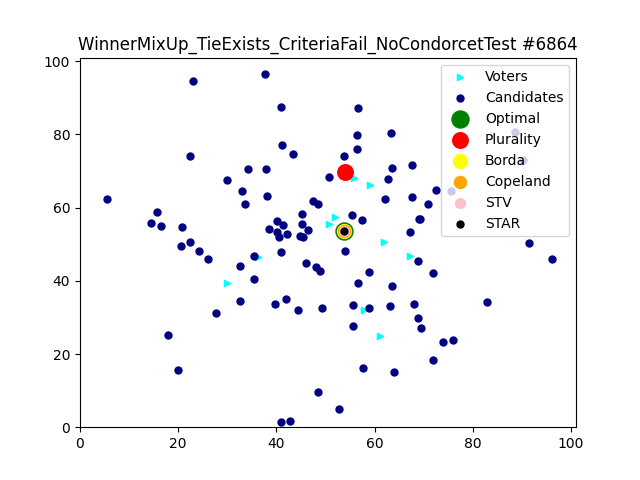 WinnerMixUp_TieExists_CriteriaFail_NoCondorcetTest #6864
100
80
60
40
20
0
0 20 40 60 80 100
Voters
Candidates
Optimal
Plurality
Borda
Copeland
STV
STAR